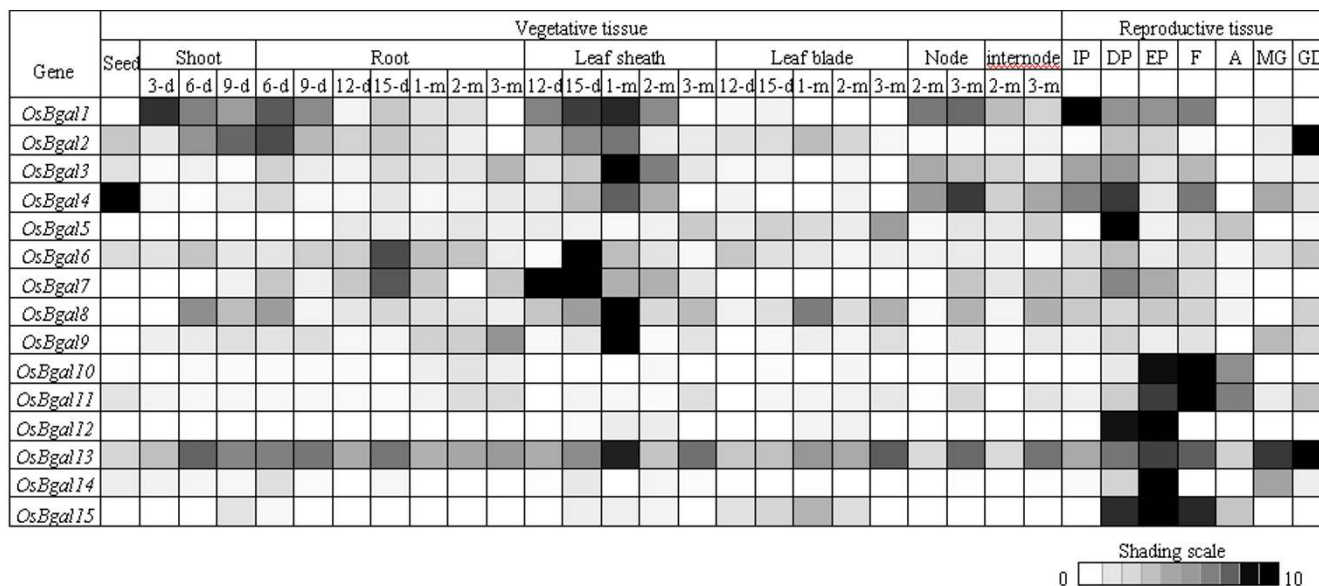 Vegetative tissue Reproductive tissue
Gene Seed Shoot Root Leaf sheath Leaf blade Node internode IP DP EP F A MG GD
3-d 6-d 9-d 6-d 9-d 12-d 15-d 1-m 2-m 3-m 12-d 15-d 1-m 2-m 3-m 12-d 15-d 1-m 2-m 3-m 2-m 3-m 2-m 3-m
OsBgal1
OsBgal2
OsBgal3
OsBgal4
OsBgal5
OsBgal6
OsBgal7
OsBgal8
OsBgal9
OsBgal10
OsBgal11
OsBgal12
OsBgal13
OsBgal14
OsBgal15
Shading scale
0 10